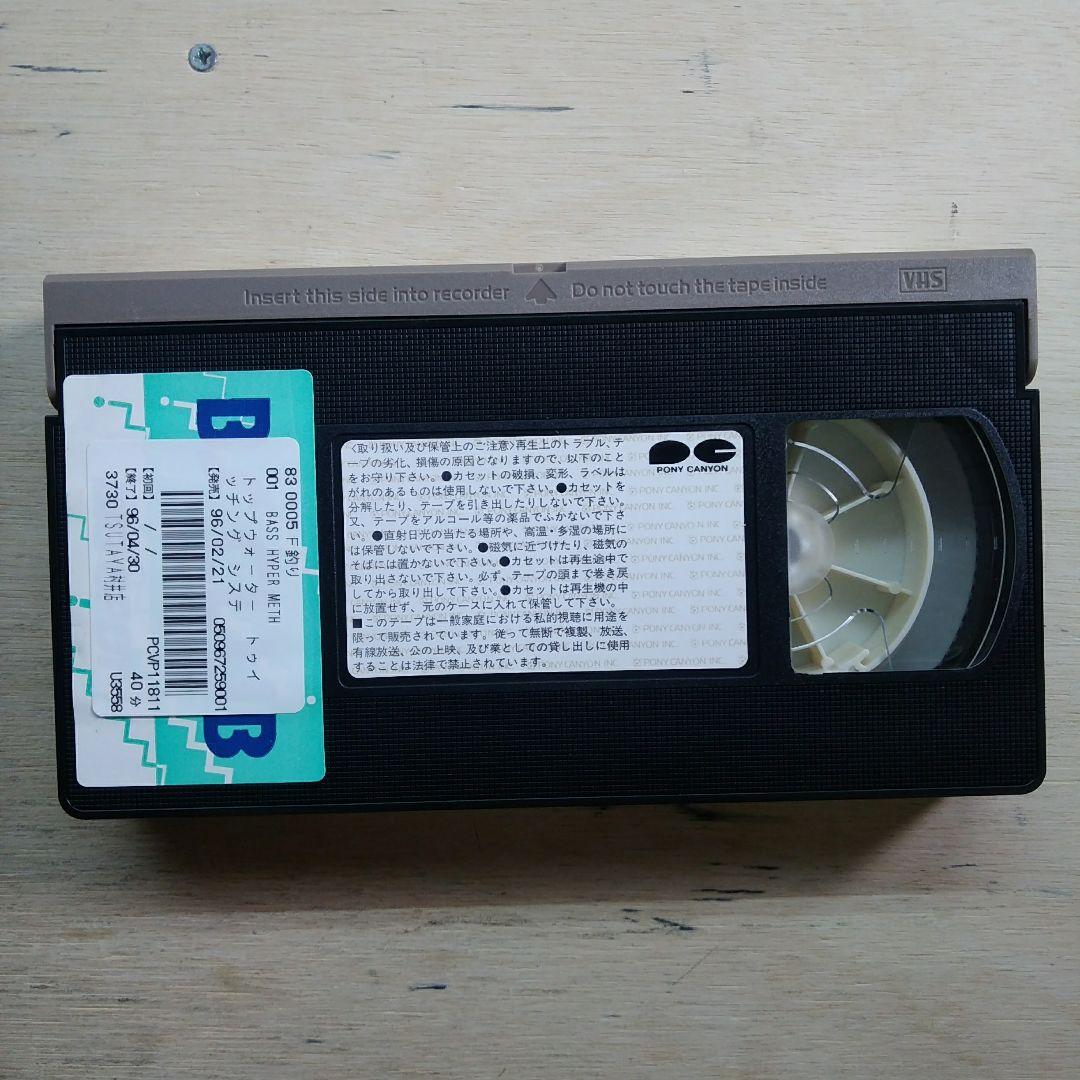 Insert this side into recorder
Do not touch the tape inside
VHS
83 0005 F 釣り
001 BASS HYPER METH
トップウォーター トゥイ
ッチング システ
050967259001
【発売】 96/02/21
【初回】 / /
【終了】 96/04/30
PCVP11811
40分
3730 TSUTAYA村井店
U3558
B
B
〈取り扱い及び保管上のご注意〉再生上のトラブル、テ
ープの劣化、損傷の原因となりますので、以下のこと
をお守り下さい。●カセットの破損、変形、ラベルは
がれのあるものは使用しないで下さい。●カセットを
分解したり、テープを引き出したりしないで下さい。
又、テープをアルコール等の薬品でふかないで下さ
い。●直射日光の当たる場所や、高温・多湿の場所に
は保管しないで下さい。●磁気に近づけたり、磁気の
そばには置かないで下さい。●カセットは再生途中で
取り出さないで下さい。必ず、テープの頭まで巻き戻
してから取り出して下さい。●カセットは再生機の中
に放置せず、元のケースに入れて保管して下さい。
■このテープは一般家庭における私的視聴に用途を
限って販売されています。従って無断で複製、放送、
有線放送、公の上映、及び業としての貸し出しに使用
することは法律で禁止されています。
PONY CANYON
PONY CANYON INC.